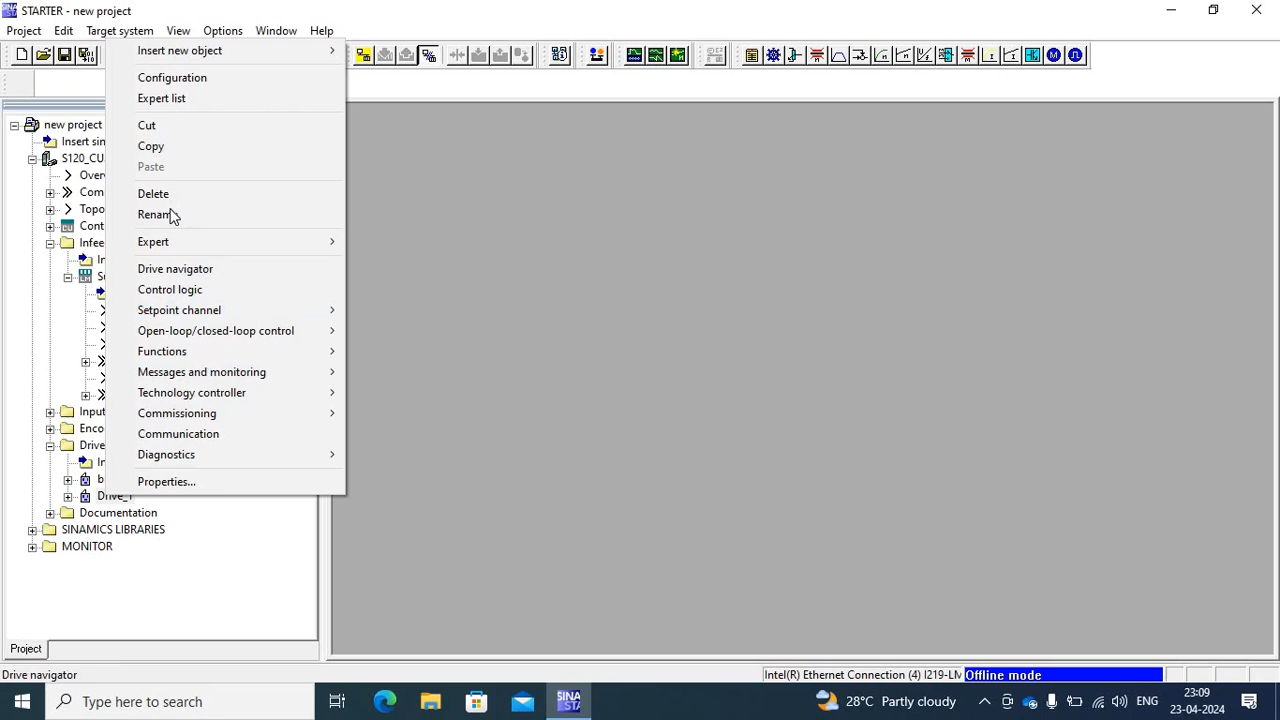 STARTER - new project
Project Edit Target system View Options Window Help
Insert new object
Configuration
Expert list
Cut
Copy
Paste
Delete
Rename
Expert
Drive navigator
Control logic
Setpoint channel
Open-loop/closed-loop control
Functions
Messages and monitoring
Technology controller
Commissioning
Communication
Diagnostics
Properties...
new project
Insert sin
S120_CU
Over
Com
Topo
Cont
Infee
In
Input
Enco
Drive
In
b
Drive_1
Documentation
SINAMICS LIBRARIES
MONITOR
Project
Drive navigator
Intel(R) Ethernet Connection (4) I219-LM
Offline mode
Type here to search
28°C Partly cloudy
ENG
23:09
23-04-2024